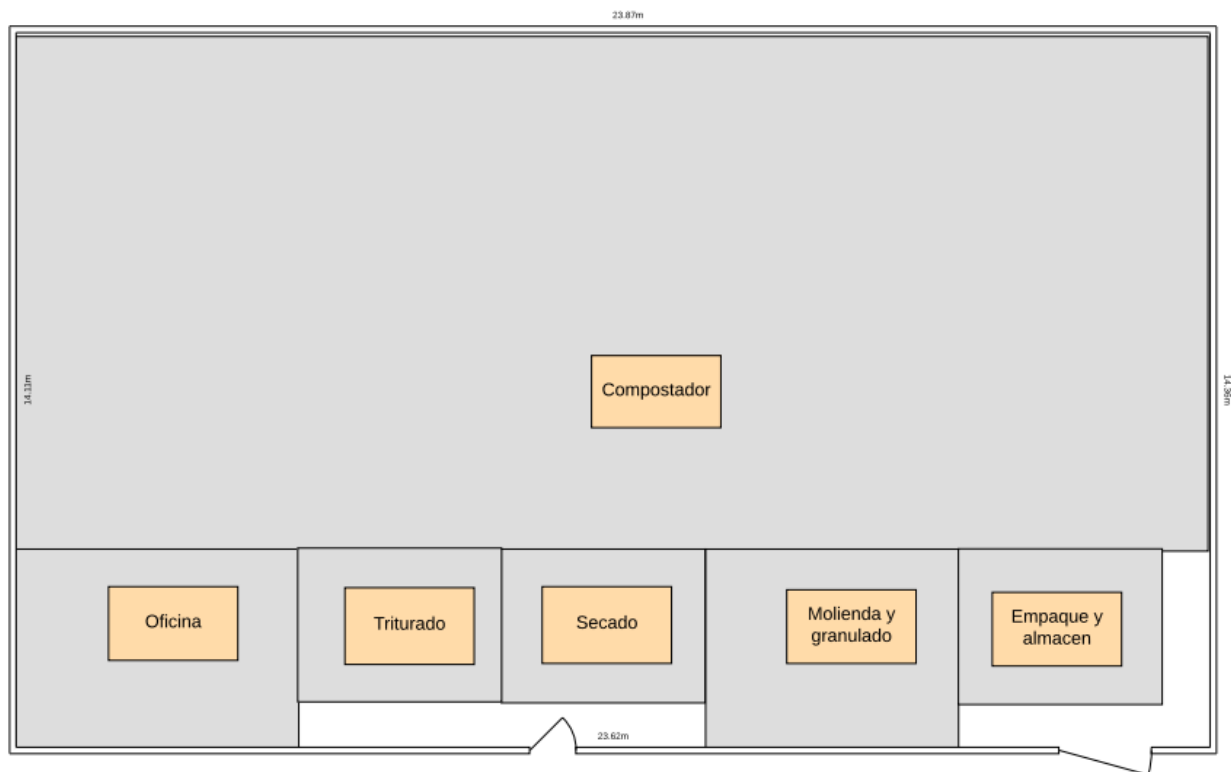 23.87m
14.11m
14.36m
Compostador
Oficina
Triturado
Secado
Molienda y
granulado
Empaque y
almacen
23.62m